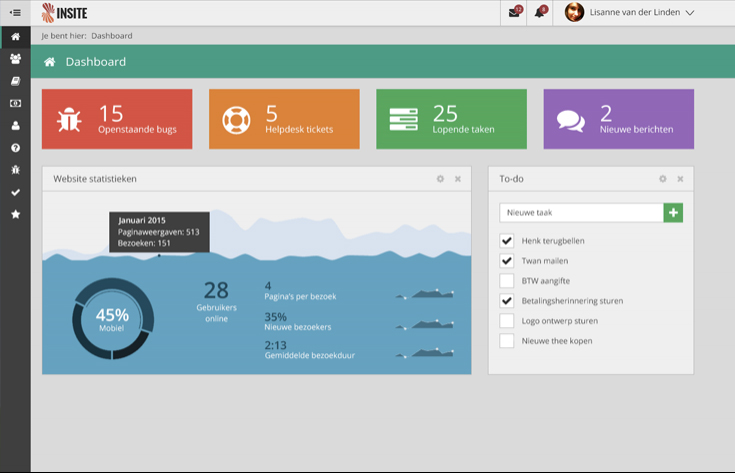 INSITE
12
8
Lisanne van der Linden
Je bent hier: Dashboard
Dashboard
15
Openstaande bugs
5
Helpdesk tickets
25
Lopende taken
2
Nieuwe berichten
Website statistieken
Januari 2015
Paginaweergaven: 513
Bezoeken: 151
45%
Mobiel
28
Gebruikers
online
4
Pagina's per bezoek
35%
Nieuwe bezoekers
2:13
Gemiddelde bezoekduur
To-do
Nieuwe taak
Henk terugbellen
Twan mailen
BTW aangifte
Betalingsherinnering sturen
Logo ontwerp sturen
Nieuwe thee kopen